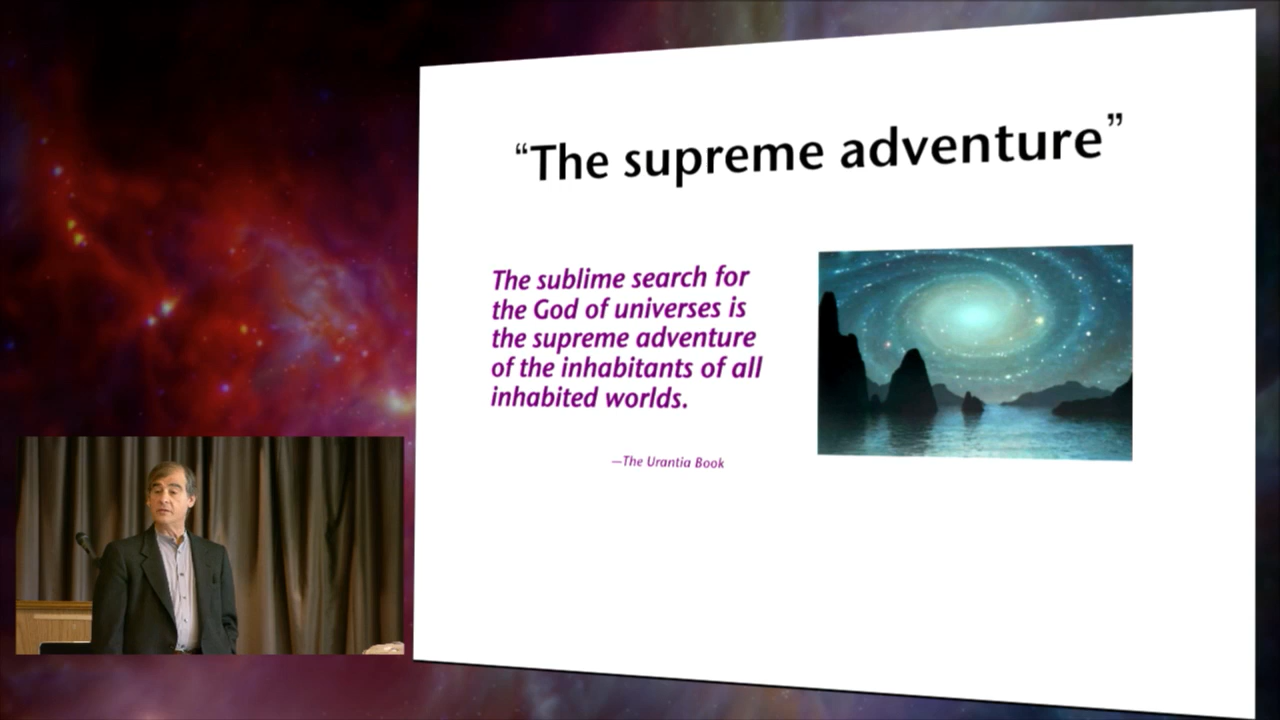 “The supreme adventure”
The sublime search for
the God of universes is
the supreme adventure
of the inhabitants of all
inhabited worlds.
—The Urantia Book